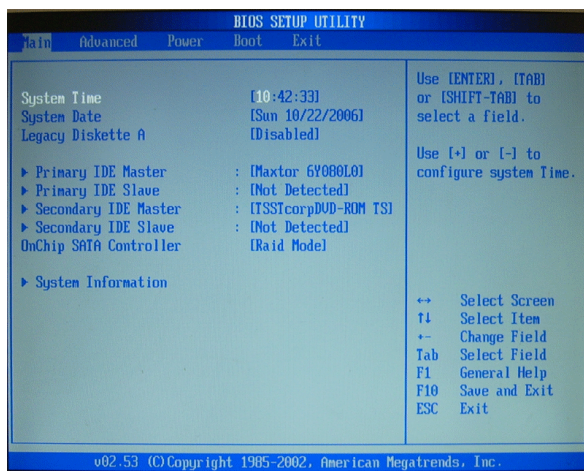 BIOS SETUP UTILITY
Main Advanced Power Boot Exit
System Time [10:42:33]
System Date [Sun 10/22/2006]
Legacy Diskette A [Disabled]
▶ Primary IDE Master : [Maxtor 6Y080L0]
▶ Primary IDE Slave : [Not Detected]
▶ Secondary IDE Master : [TSSTcorpDVD-ROM TS]
▶ Secondary IDE Slave : [Not Detected]
OnChip SATA Controller [Raid Mode]
▶ System Information
Use [ENTER], [TAB]
or [SHIFT-TAB] to
select a field.
Use [+] or [-] to
configure system Time.
↔ Select Screen
↑↓ Select Item
+- Change Field
Tab Select Field
F1 General Help
F10 Save and Exit
ESC Exit
v02.53 (C)Copyright 1985-2002, American Megatrends, Inc.